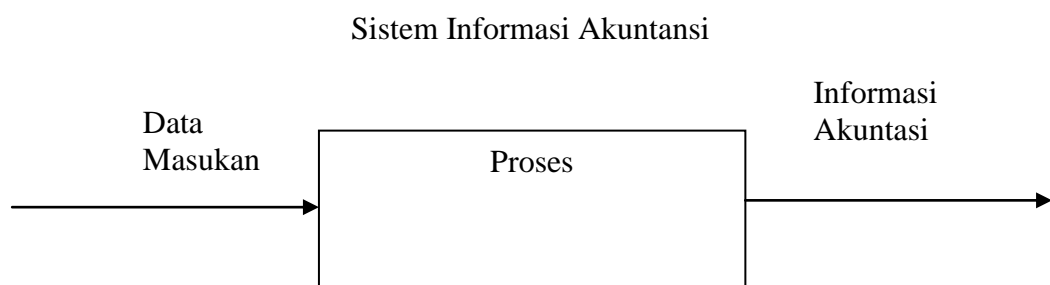 Sistem Informasi Akuntansi
Data
Masukan
Proses
Informasi
Akuntasi